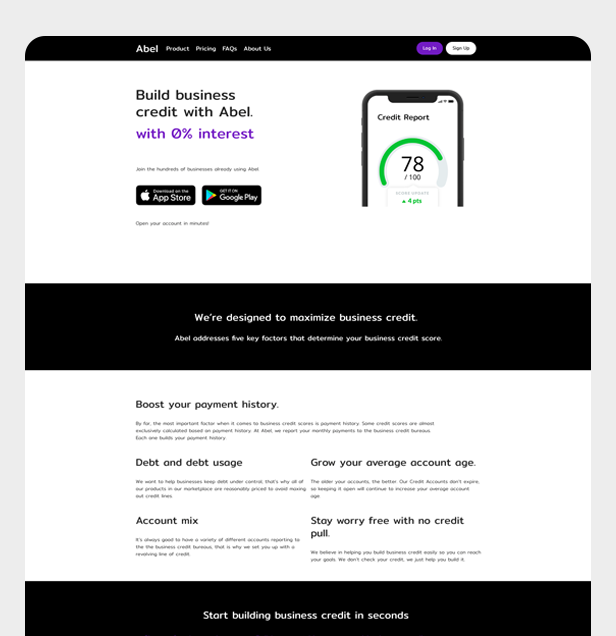 Abel Product Pricing FAQs About Us Log In Sign Up
Build business
credit with Abel.
with 0% interest
Join the hundreds of businesses already using Abel
Download on the
App Store
GET IT ON
Google Play
Open your account in minutes!
Credit Report
78
/ 100
SCORE UPDATE
▲ 4 pts
We're designed to maximize business credit.
Abel addresses five key factors that determine your business credit score.
Boost your payment history.
By far, the most important factor when it comes to business credit scores is payment history. Some credit scores are almost
exclusively calculated based on payment history. At Abel, we report your monthly payments to the business credit bureaus.
Each one builds your payment history.
Debt and debt usage
We want to help businesses keep debt under control, that's why all of
our products in our marketplace are reasonably priced to avoid maxing
out credit lines.
Grow your average account age.
The older your accounts, the better. Our Credit Accounts don't expire,
so keeping it open will continue to increase your average account
age.
Account mix
It's always good to have a variety of different accounts reporting to
the the business credit bureaus, that is why we set you up with a
revolving line of credit.
Stay worry free with no credit
pull.
We believe in helping you build business credit easily so you can reach
your goals. We don't check your credit, we just help you build it.
Start building business credit in seconds